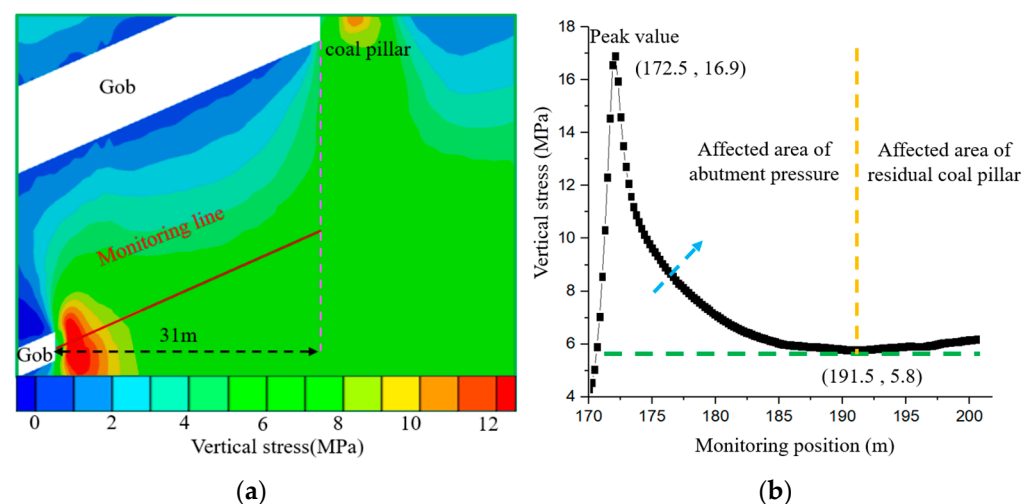 coal pillar
Gob
Monitoring line
31m
Gob
0 2 4 6 8 10 12
Vertical stress(MPa)
(a)
18
16
14
12
10
8
6
4
Vertical stress (MPa)
Peak value
(172.5 , 16.9)
Affected area of
abutment pressure
Affected area of
residual coal pillar
(191.5 , 5.8)
170 175 180 185 190 195 200
Monitoring position (m)
(b)